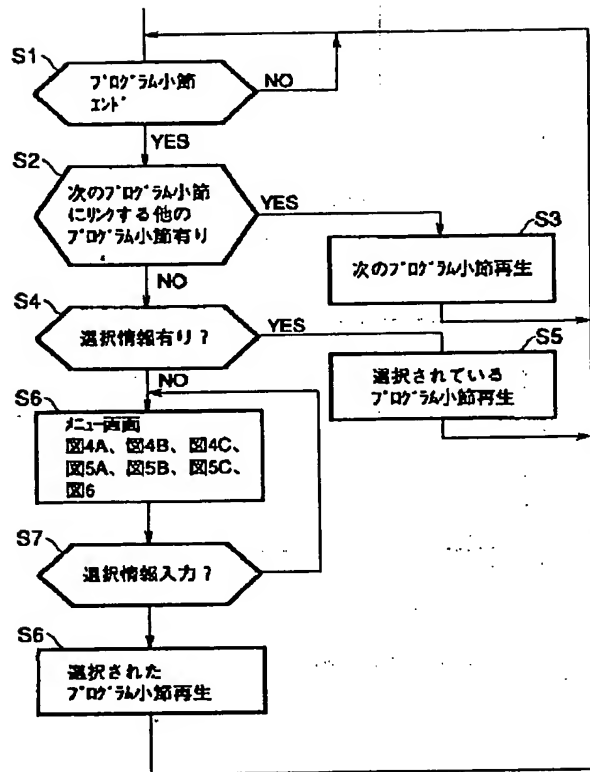 S1
プログラム小節
エンド
NO
YES
S2
次のプログラム小節
にリンクする他の
プログラム小節有り
YES
S3
次のプログラム小節再生
NO
S4
選択情報有り?
YES
S5
選択されている
プログラム小節再生
NO
S6
メニュー画面
図4A、図4B、図4C、
図5A、図5B、図5C、
図6
S7
選択情報入力?
S6
選択された
プログラム小節再生